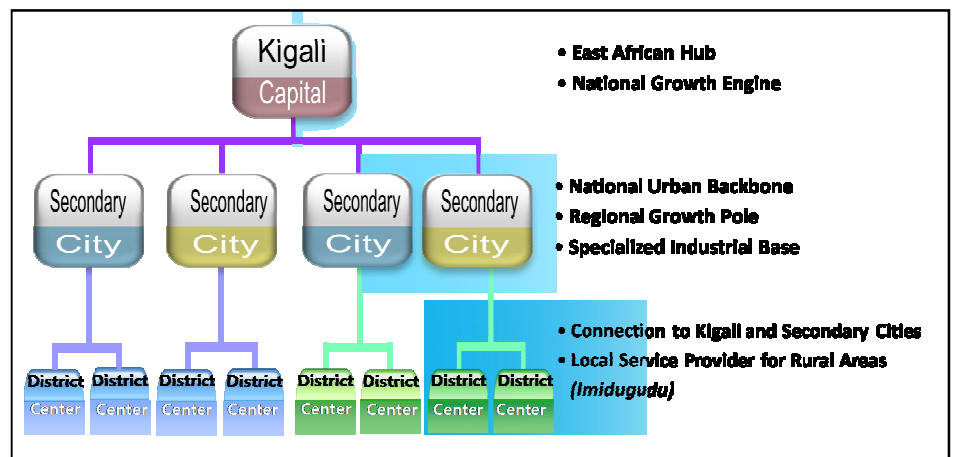 Kigali
Capital
• East African Hub
• National Growth Engine
Secondary
City
Secondary
City
Secondary
City
Secondary
City
• National Urban Backbone
• Regional Growth Pole
• Specialized Industrial Base
• Connection to Kigali and Secondary Cities
• Local Service Provider for Rural Areas
(Imidugudu)
District
Center
District
Center
District
Center
District
Center
District
Center
District
Center
District
Center
District
Center